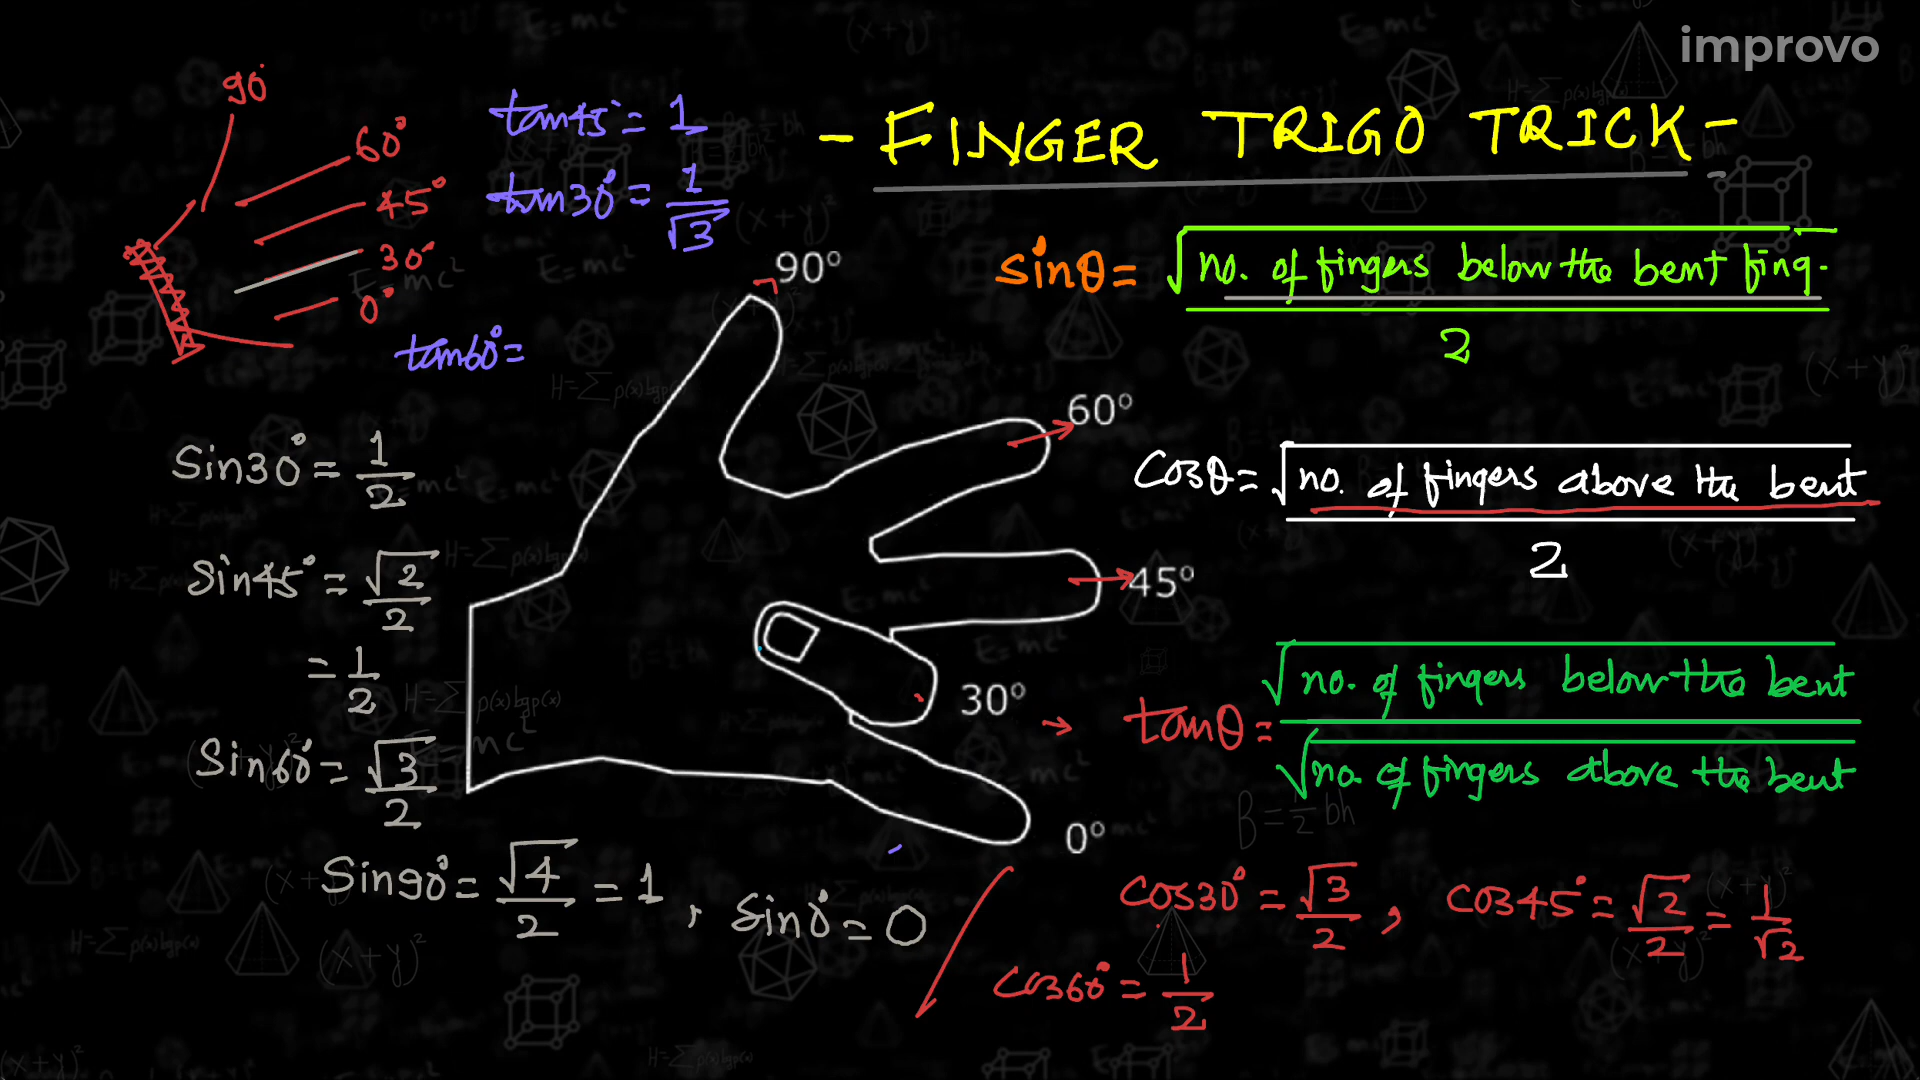 improvo
- FINGER TRIGO TRICK -
90°
60°
45°
30°
0°
tan45° = 1
tan30° = 1/√3
tan60° =
sinθ = √no. of fingers below the bent fing. / 2
cosθ = √no. of fingers above the bent / 2
→ tanθ = √no. of fingers below the bent / √no. of fingers above the bent
90°
60°
45°
30°
0°
Sin30° = 1/2
Sin45° = √2/2
= 1/2
Sin60° = √3/2
Sin90° = √4/2 = 1, Sin0° = 0
cos30° = √3/2, cos45° = √2/2 = 1/√2
cos60° = 1/2